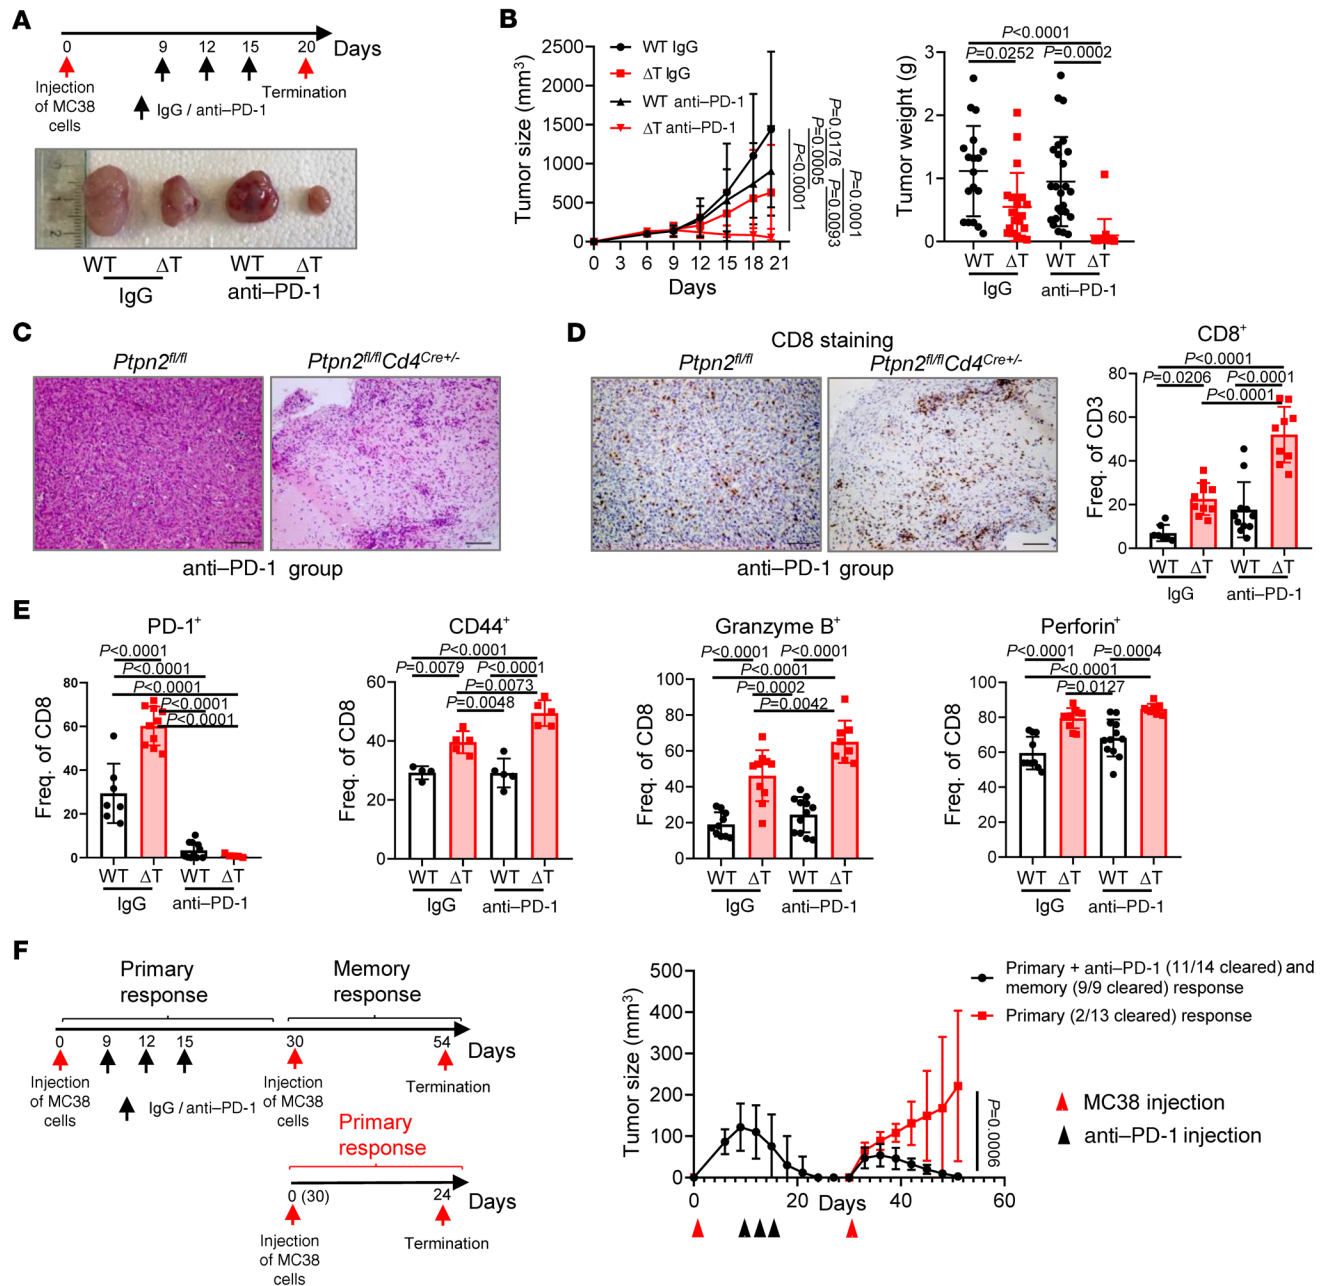 A
0 9 12 15 20 Days
Injection
of MC38
cells
IgG / anti–PD-1
Termination
1
2
WT ΔT WT ΔT
IgG anti–PD-1
B
Tumor size (mm³)
2500
2000
1500
1000
500
0
0 3 6 9 12 15 18 21
Days
WT IgG
ΔT IgG
WT anti–PD-1
ΔT anti–PD-1
P=0.0176
P=0.0005
P<0.0001
P=0.0001
P=0.0093
Tumor weight (g)
3
2
1
0
P<0.0001
P=0.0252 P=0.0002
WT ΔT WT ΔT
IgG anti–PD-1
C
Ptpn2fl/fl Ptpn2fl/flCd4Cre+/-
anti–PD-1 group
D
CD8 staining
Ptpn2fl/fl Ptpn2fl/flCd4Cre+/-
anti–PD-1 group
CD8⁺
P<0.0001
P=0.0206 P<0.0001
P<0.0001
Freq. of CD3
80
60
40
20
0
WT ΔT WT ΔT
IgG anti–PD-1
E
PD-1⁺
P<0.0001
P<0.0001
P<0.0001
P<0.0001
P<0.0001
Freq. of CD8
80
60
40
20
0
WT ΔT WT ΔT
IgG anti–PD-1
CD44⁺
P<0.0001
P=0.0079 P<0.0001
P=0.0073
P=0.0048
Freq. of CD8
60
40
20
0
WT ΔT WT ΔT
IgG anti–PD-1
Granzyme B⁺
P<0.0001 P<0.0001
P<0.0001
P=0.0002
P=0.0042
Freq. of CD8
100
80
60
40
20
0
WT ΔT WT ΔT
IgG anti–PD-1
Perforin⁺
P<0.0001 P=0.0004
P<0.0001
P=0.0127
Freq. of CD8
100
80
60
40
20
0
WT ΔT WT ΔT
IgG anti–PD-1
F
Primary
response
Memory
response
0 9 12 15 30 54 Days
Injection
of MC38
cells
IgG / anti–PD-1
Injection
of MC38
cells
Termination
Primary
response
0 (30) 24 Days
Injection
of MC38
cells
Termination
Tumor size (mm³)
500
400
300
200
100
0
0 20 40 60
Days
P=0.0006
Primary + anti–PD-1 (11/14 cleared) and
memory (9/9 cleared) response
Primary (2/13 cleared) response
MC38 injection
anti–PD-1 injection